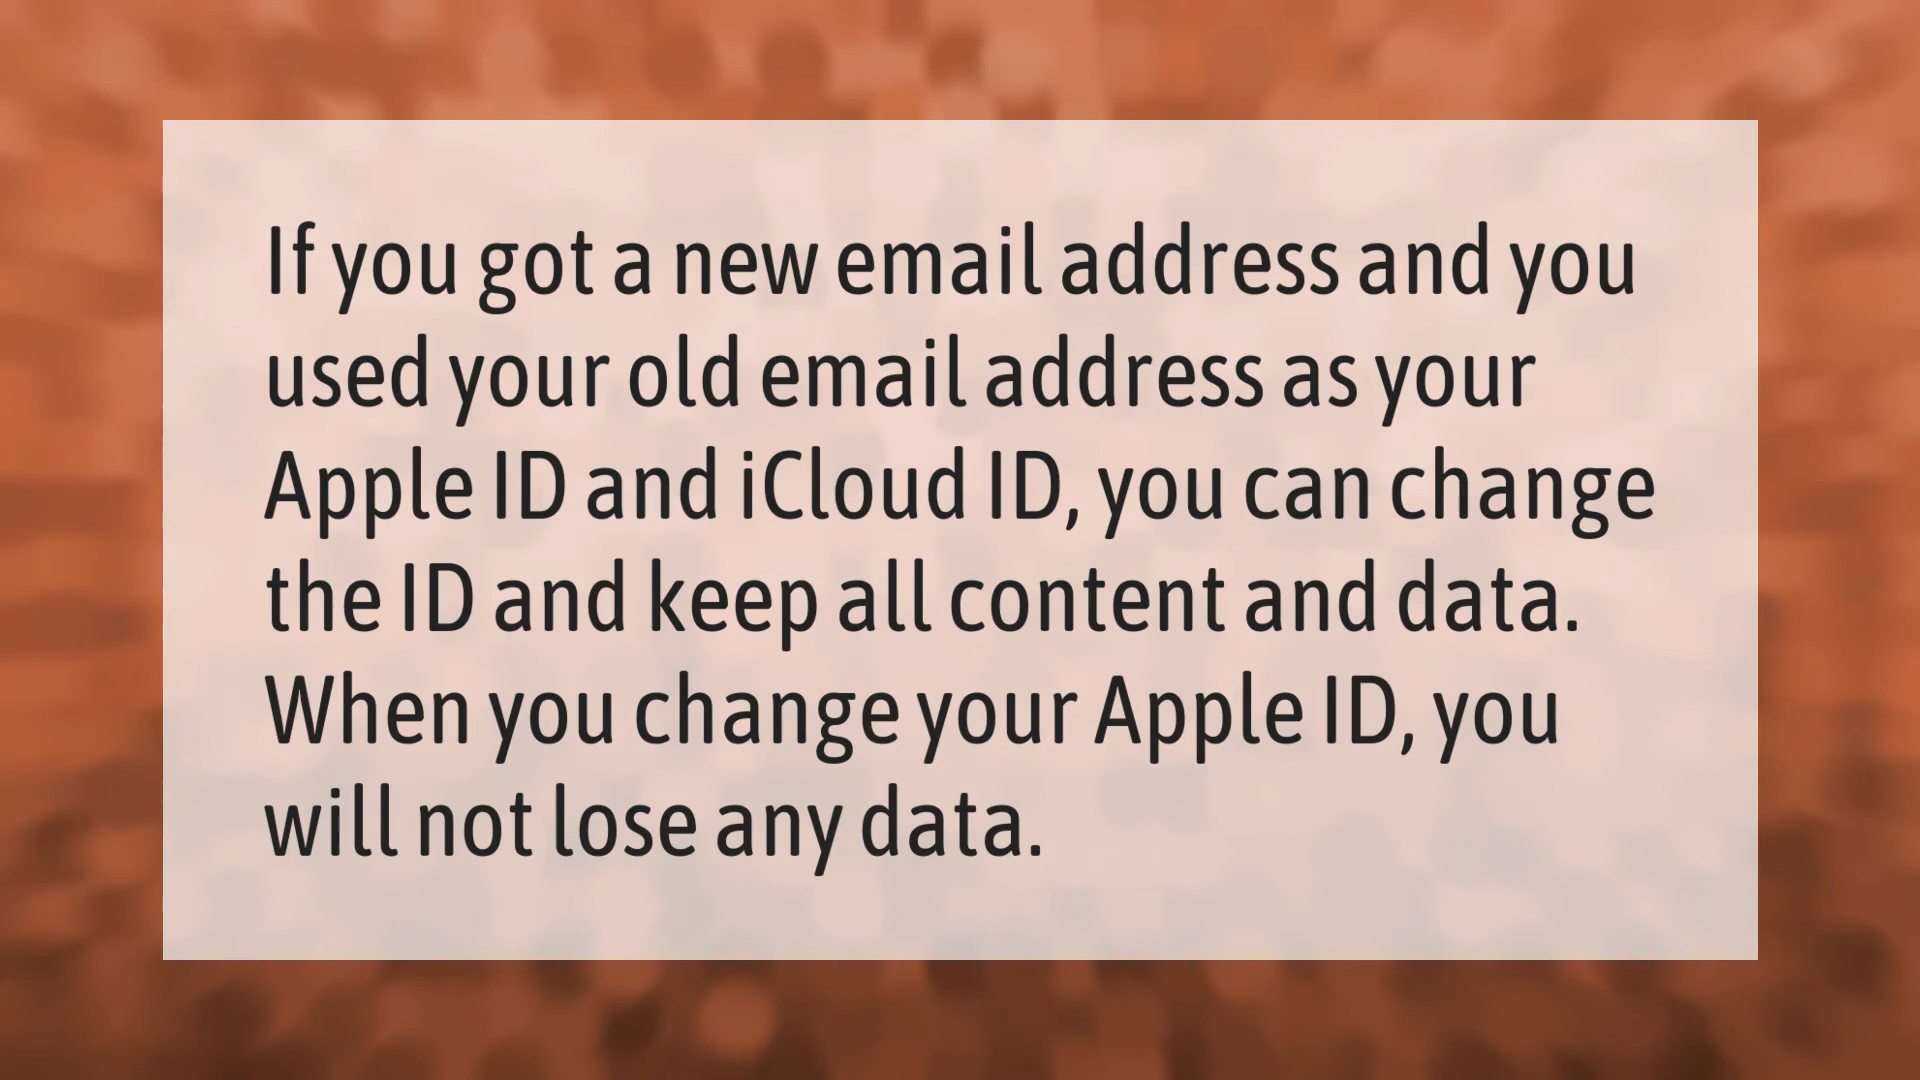 If you got a new email address and you
used your old email address as your
Apple ID and iCloud ID, you can change
the ID and keep all content and data.
When you change your Apple ID, you
will not lose any data.